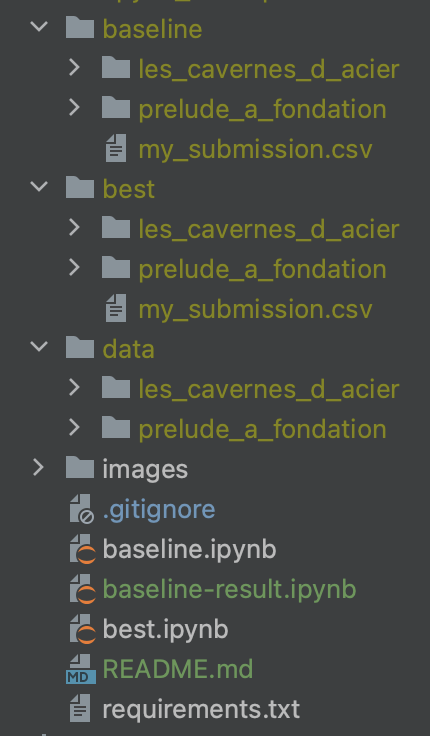 baseline
les_cavernes_d_acier
prelude_a_fondation
my_submission.csv
best
les_cavernes_d_acier
prelude_a_fondation
my_submission.csv
data
les_cavernes_d_acier
prelude_a_fondation
images
.gitignore
baseline.ipynb
baseline-result.ipynb
best.ipynb
MD README.md
requirements.txt